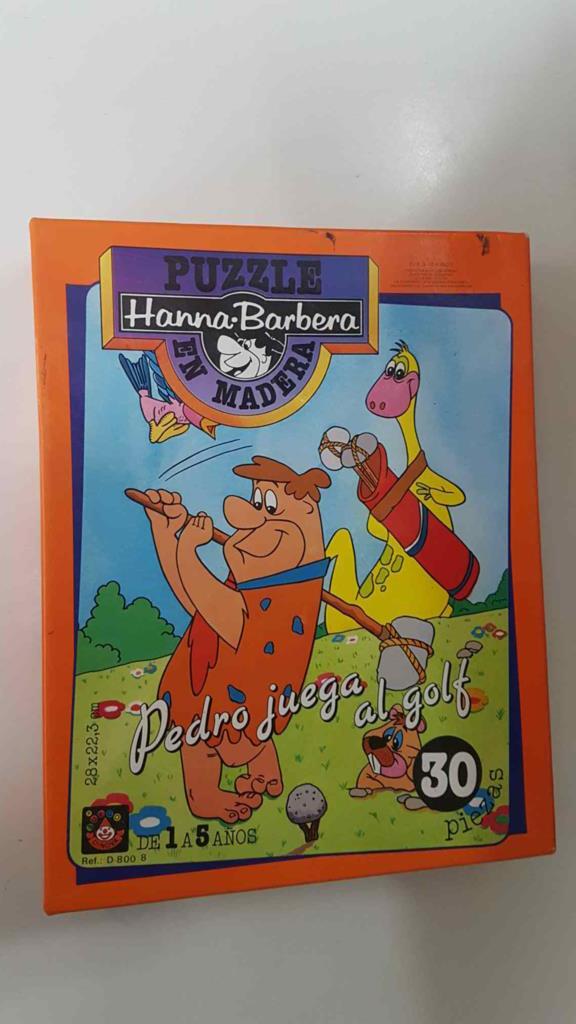 PUZZLE
Hanna-Barbera
EN MADERA
Pedro juega al golf
28x22,3 cm
30
piezas
DE 1 A 5 AÑOS
Ref.: D-800 8